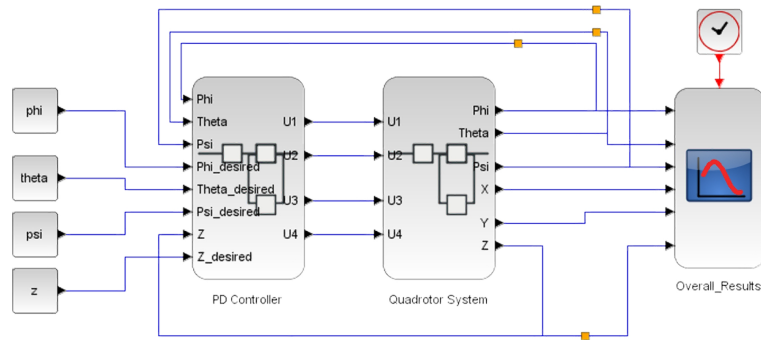 phi
theta
psi
z
Phi
Theta
Psi
Phi_desired
Theta_desired
Psi_desired
Z
Z_desired
U1
U2
U3
U4
PD Controller
U1
U2
U3
U4
Phi
Theta
Psi
X
Y
Z
Quadrotor System
Overall_Results